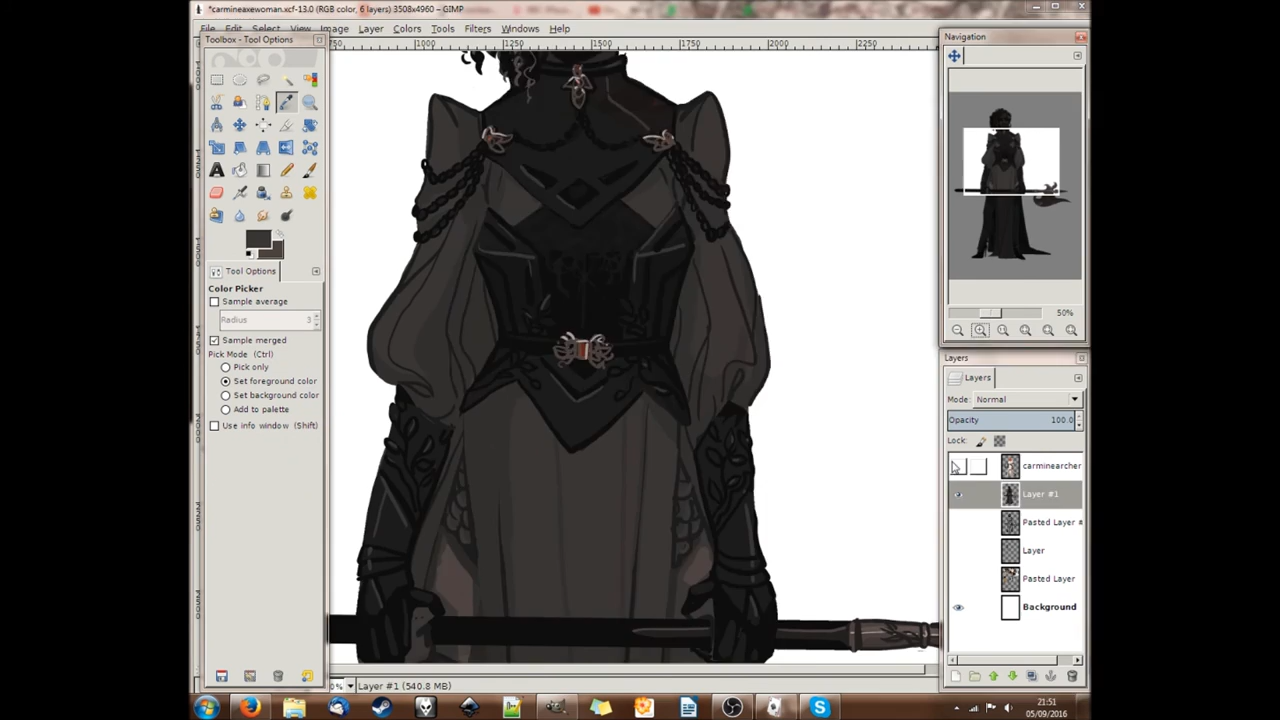 *carmineaxewoman.xcf-13.0 (RGB color, 6 layers) 3508x4960 – GIMP
File Edit Select View Image Layer Colors Tools Filters Windows Help
Toolbox - Tool Options
750 1000 1250 1500 1750 2000 2250
Tool Options
Color Picker
Sample average
Radius 3
Sample merged
Pick Mode (Ctrl)
Pick only
Set foreground color
Set background color
Add to palette
Use info window (Shift)
Navigation
50%
Layers
Layers
Mode: Normal
Opacity 100.0
Lock:
carminearcher
Layer #1
Pasted Layer #
Layer
Pasted Layer
Background
Layer #1 (540.8 MB)
21:51
05/09/2016